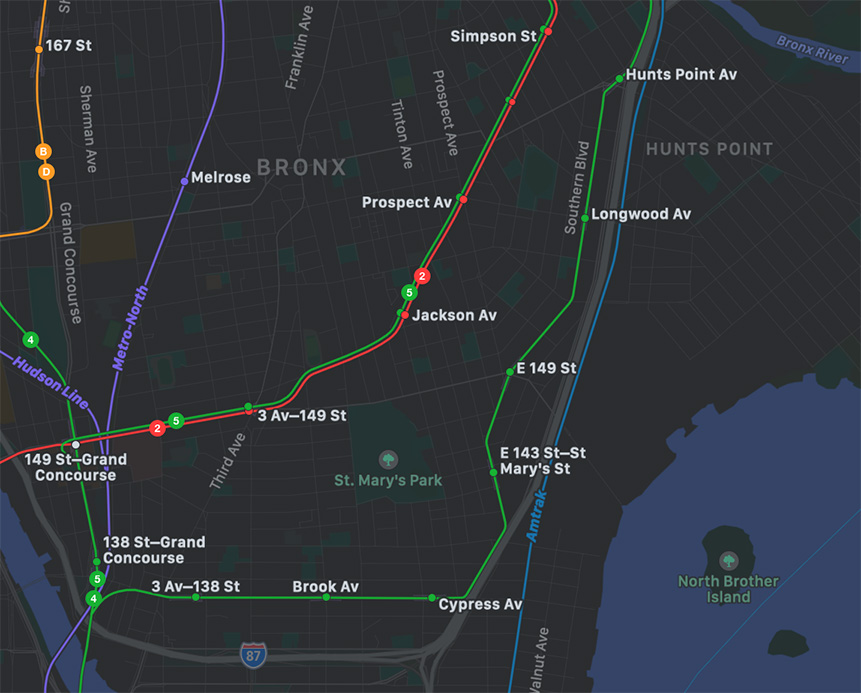 Sh
Simpson St
167 St
Franklin Ave
Bronx River
Hunts Point Av
Sherman Ave
Tinton Ave
Prospect Ave
B
D
Melrose
BRONX
HUNTS POINT
Southern Blvd
Prospect Av
Longwood Av
Grand Concourse
2
5
Jackson Av
Metro-North
4
Hudson Line
E 149 St
3 Av–149 St
5
2
149 St–Grand
Concourse
Third Ave
St. Mary's Park
E 143 St–St
Mary's St
Amtrak
138 St–Grand
Concourse
5
4
3 Av–138 St
Brook Av
Cypress Av
North Brother
Island
87
Walnut Ave